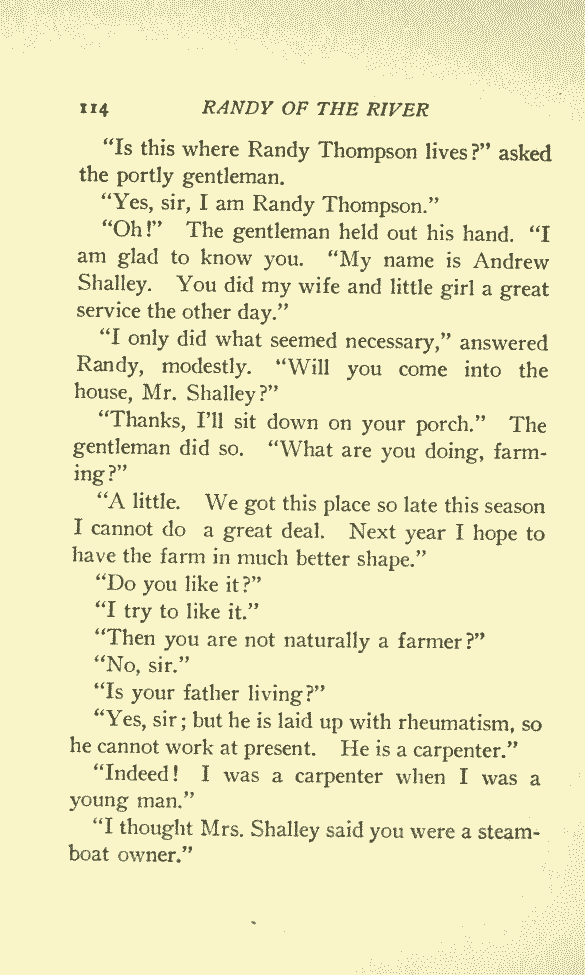 114 RANDY OF THE RIVER
"Is this where Randy Thompson lives?" asked
the portly gentleman.
"Yes, sir, I am Randy Thompson."
"Oh!" The gentleman held out his hand. "I
am glad to know you. "My name is Andrew
Shalley. You did my wife and little girl a great
service the other day."
"I only did what seemed necessary," answered
Randy, modestly. "Will you come into the
house, Mr. Shalley?"
"Thanks, I'll sit down on your porch." The
gentleman did so. "What are you doing, farm-
ing?"
"A little. We got this place so late this season
I cannot do a great deal. Next year I hope to
have the farm in much better shape."
"Do you like it?"
"I try to like it."
"Then you are not naturally a farmer?"
"No, sir."
"Is your father living?"
"Yes, sir; but he is laid up with rheumatism, so
he cannot work at present. He is a carpenter."
"Indeed! I was a carpenter when I was a
young man."
"I thought Mrs. Shalley said you were a steam-
boat owner."